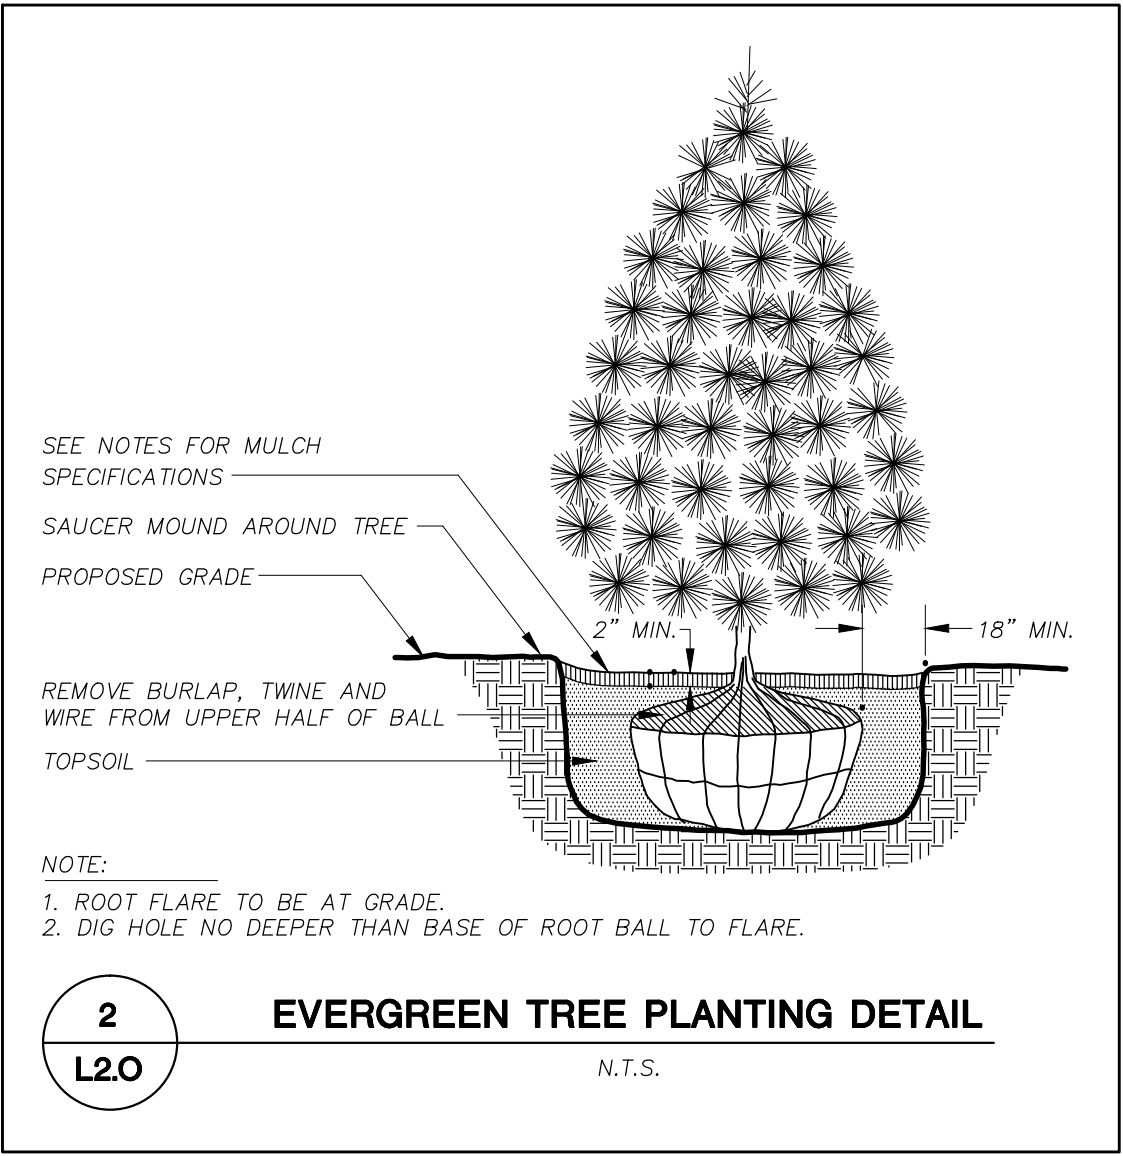 SEE NOTES FOR MULCH
SPECIFICATIONS
SAUCER MOUND AROUND TREE
PROPOSED GRADE
2" MIN.
18" MIN.
REMOVE BURLAP, TWINE AND
WIRE FROM UPPER HALF OF BALL
TOPSOIL
NOTE:
1. ROOT FLARE TO BE AT GRADE.
2. DIG HOLE NO DEEPER THAN BASE OF ROOT BALL TO FLARE.
2
L2.0
EVERGREEN TREE PLANTING DETAIL
N.T.S.